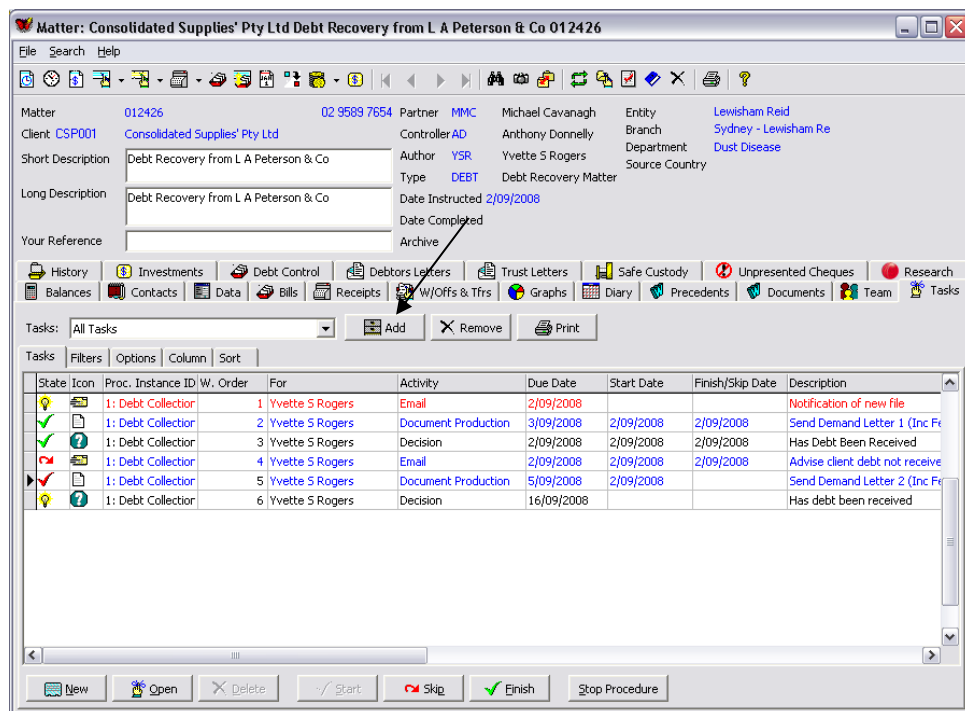 Matter: Consolidated Supplies' Pty Ltd Debt Recovery from L A Peterson & Co 012426
File Search Help
Matter 012426 02 9589 7654 Partner MMC Michael Cavanagh Entity Lewisham Reid
Client CSP001 Consolidated Supplies' Pty Ltd Controller AD Anthony Donnelly Branch Sydney - Lewisham Re
Short Description Debt Recovery from L A Peterson & Co Author YSR Yvette S Rogers Department Dust Disease
Type DEBT Debt Recovery Matter Source Country
Long Description Debt Recovery from L A Peterson & Co Date Instructed 2/09/2008
Date Completed
Your Reference Archive
History Investments Debt Control Debtors Letters Trust Letters Safe Custody Unpresented Cheques Research
Balances Contacts Data Bills Receipts W/Offs & Tfrs Graphs Diary Precedents Documents Team Tasks
Tasks: All Tasks Add Remove Print
Tasks Filters Options Column Sort
State Icon Proc. Instance ID W. Order For Activity Due Date Start Date Finish/Skip Date Description
1: Debt Collection 1 Yvette S Rogers Email 2/09/2008 Notification of new file
1: Debt Collection 2 Yvette S Rogers Document Production 3/09/2008 2/09/2008 2/09/2008 Send Demand Letter 1 (Inc Fe
1: Debt Collection 3 Yvette S Rogers Decision 2/09/2008 2/09/2008 2/09/2008 Has Debt Been Received
1: Debt Collection 4 Yvette S Rogers Email 2/09/2008 2/09/2008 2/09/2008 Advise client debt not receive
1: Debt Collection 5 Yvette S Rogers Document Production 5/09/2008 2/09/2008 Send Demand Letter 2 (Inc Fe
1: Debt Collection 6 Yvette S Rogers Decision 16/09/2008 Has debt been received
New Open Delete Start Skip Finish Stop Procedure